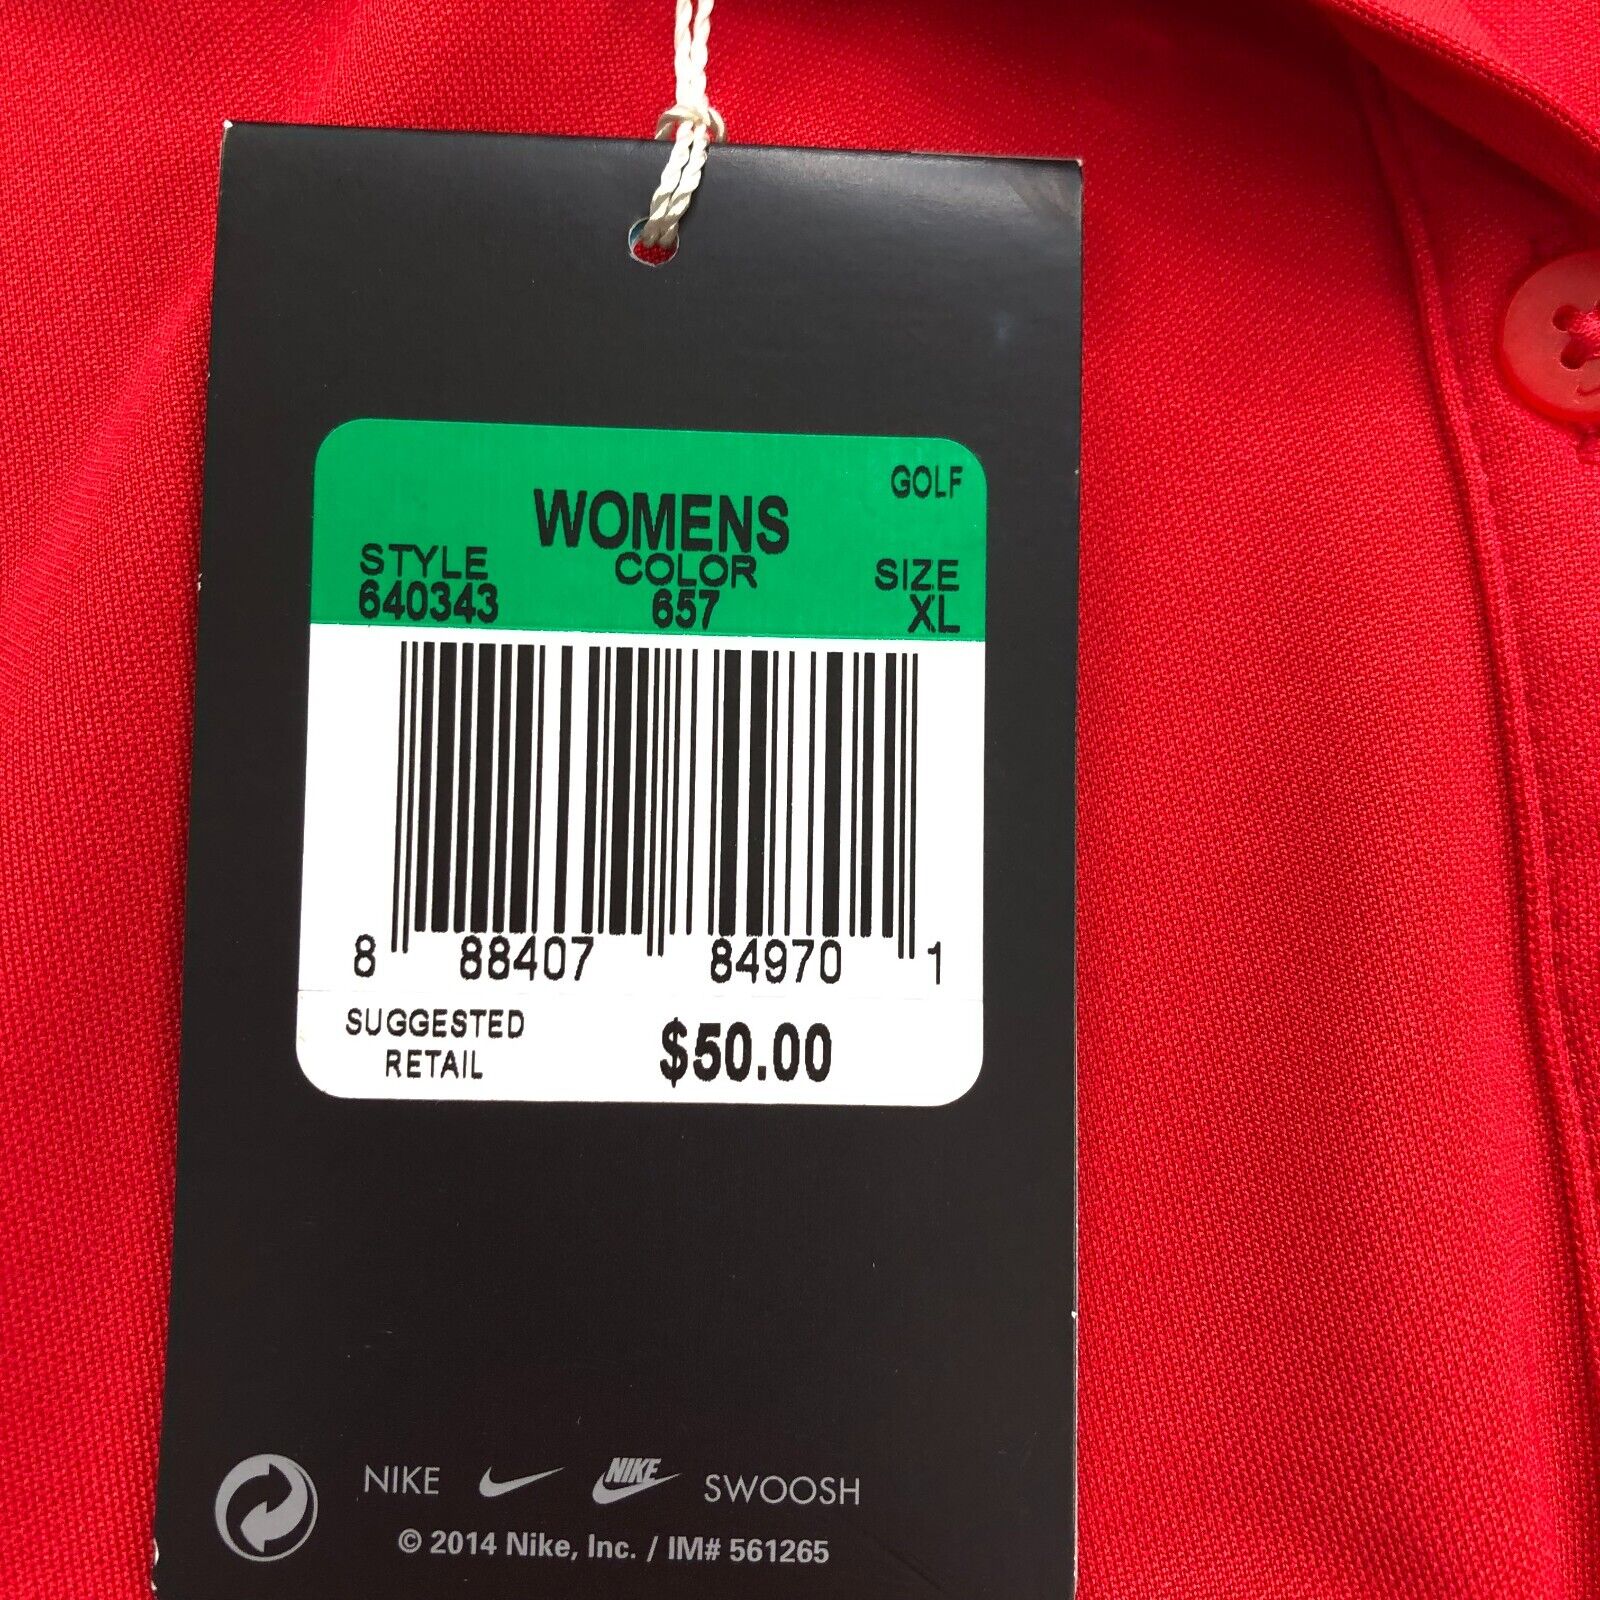 GOLF
WOMENS
STYLE COLOR SIZE
640343 657 XL
8 88407 84970 1
SUGGESTED
RETAIL $50.00
NIKE NIKE SWOOSH
© 2014 Nike, Inc. / IM# 561265